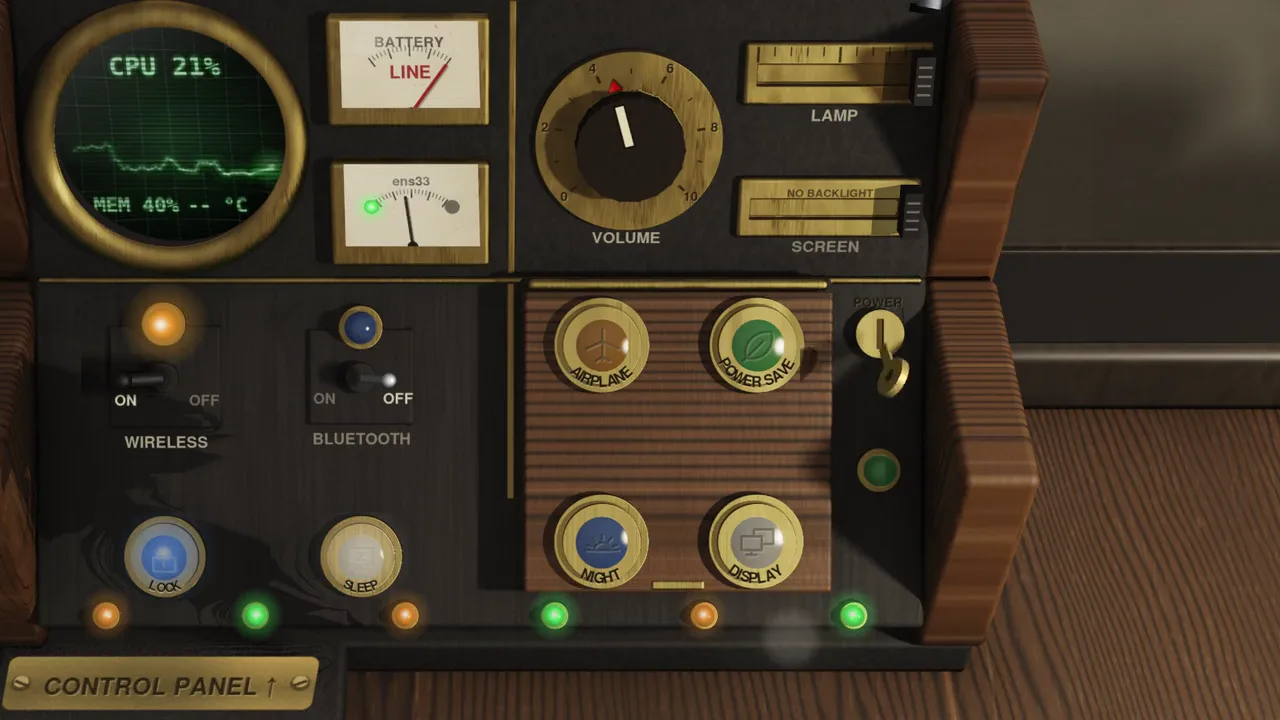 CPU 21%
MEM 40% -- °C
BATTERY
LINE
ens33
0
2
4
6
8
10
VOLUME
LAMP
NO BACKLIGHT
SCREEN
ON
OFF
WIRELESS
ON
OFF
BLUETOOTH
AIRPLANE
POWER SAVE
POWER
LOCK
SLEEP
NIGHT
DISPLAY
CONTROL PANEL ↑